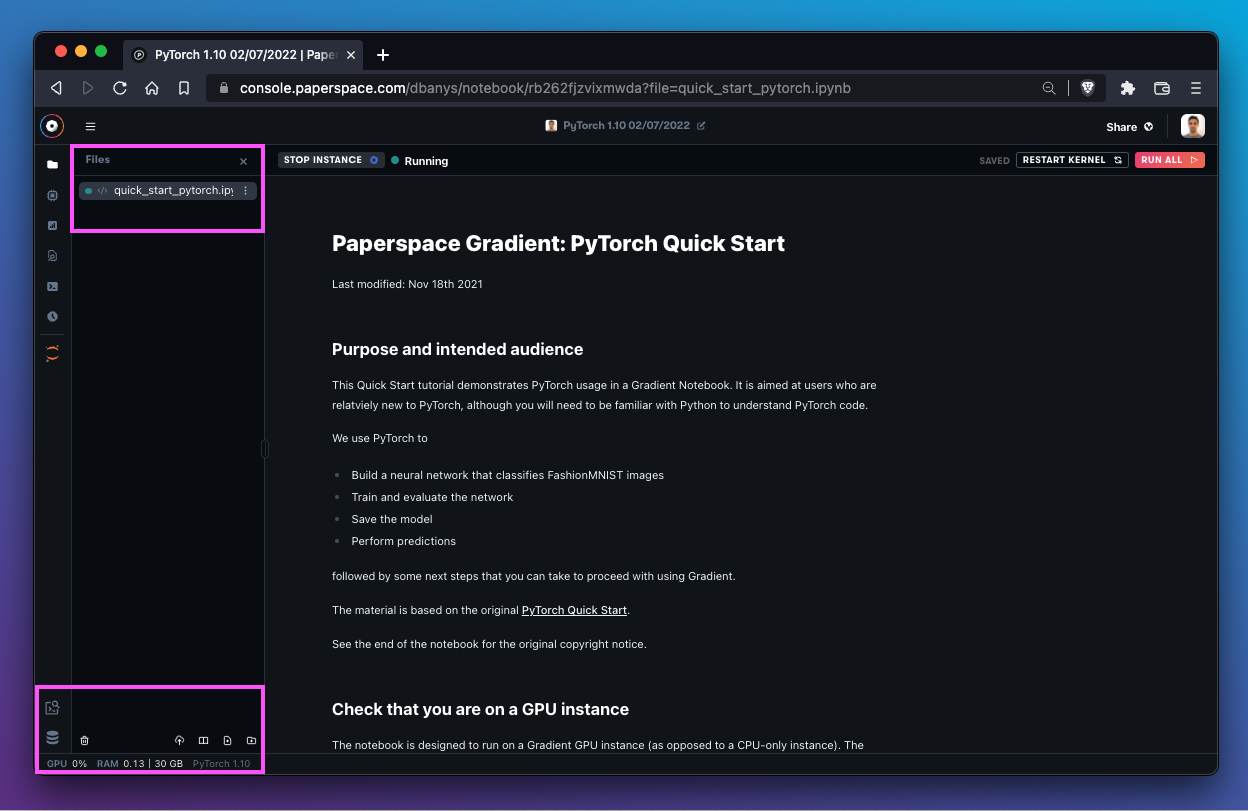 PyTorch 1.10 02/07/2022 | Pape
console.paperspace.com/dbanys/notebook/rb262fjzvixmwda?file=quick_start_pytorch.ipynb
PyTorch 1.10 02/07/2022
Share
Files
STOP INSTANCE
Running
SAVED
RESTART KERNEL
RUN ALL
quick_start_pytorch.ipy
Paperspace Gradient: PyTorch Quick Start
Last modified: Nov 18th 2021
Purpose and intended audience
This Quick Start tutorial demonstrates PyTorch usage in a Gradient Notebook. It is aimed at users who are
relatviely new to PyTorch, although you will need to be familiar with Python to understand PyTorch code.
We use PyTorch to
Build a neural network that classifies FashionMNIST images
Train and evaluate the network
Save the model
Perform predictions
followed by some next steps that you can take to proceed with using Gradient.
The material is based on the original PyTorch Quick Start.
See the end of the notebook for the original copyright notice.
Check that you are on a GPU instance
The notebook is designed to run on a Gradient GPU instance (as opposed to a CPU-only instance). The
GPU 0% RAM 0.13 | 30 GB PyTorch 1.10